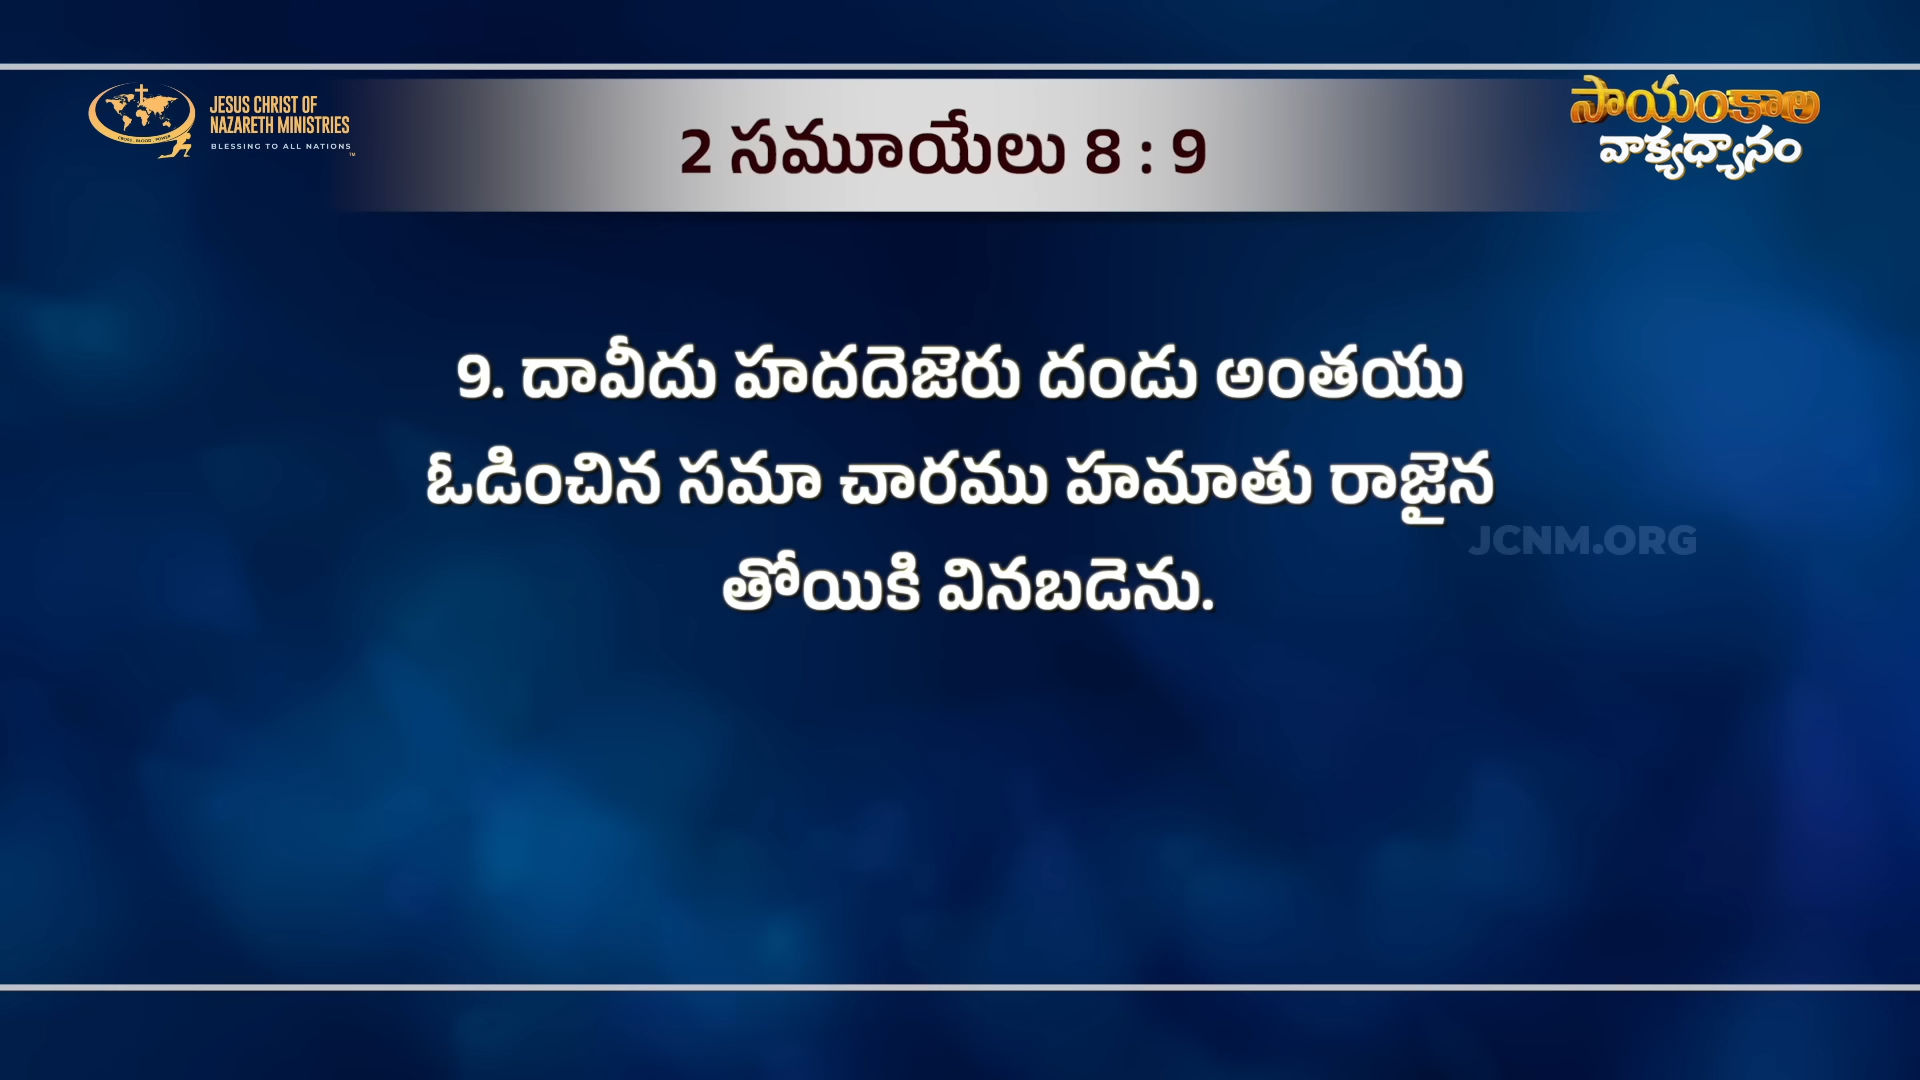 JESUS CHRIST OF
NAZARETH MINISTRIES
BLESSING TO ALL NATIONS
TM
2 సమూయేలు 8 : 9
సాయంకాల
వాక్యధ్యానం
9. దావీదు హదదెజెరు దండు అంతయు
ఓడించిన సమా చారము హమాతు రాజైన
తోయికి వినబడెను.
JCNM.ORG